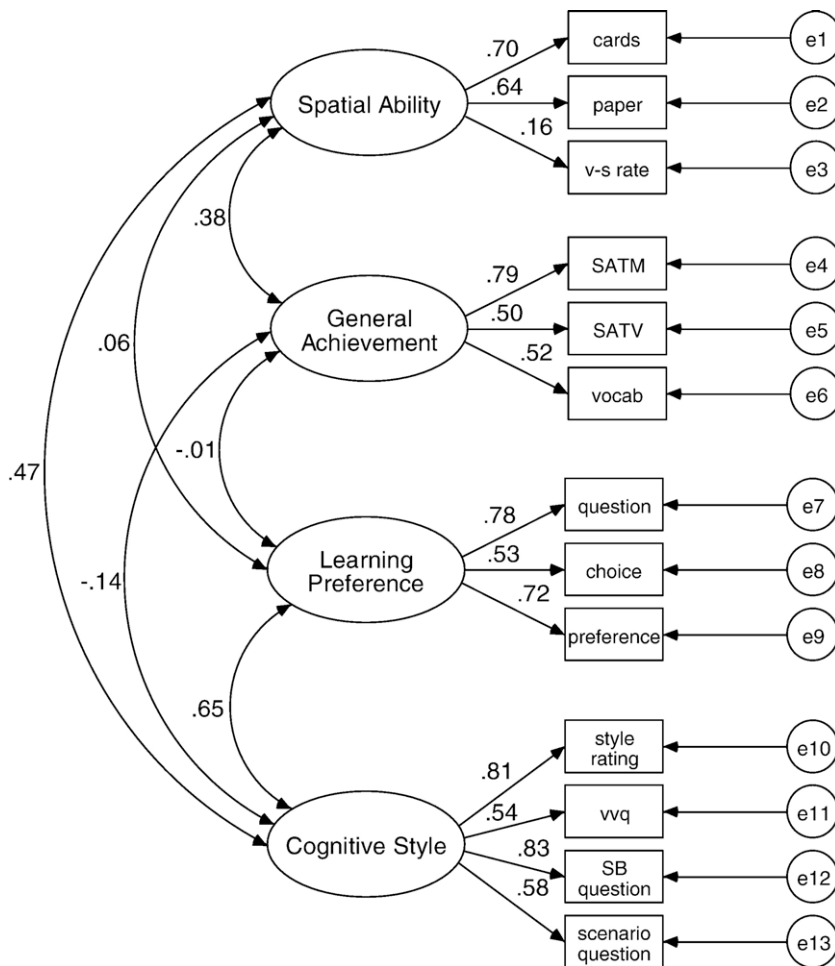 .70
cards
e1
Spatial Ability
.64
paper
e2
.16
v-s rate
e3
.38
.79
SATM
e4
General
Achievement
.50
SATV
e5
.52
vocab
e6
.06
-.01
.47
.78
question
e7
Learning
Preference
.53
choice
e8
.72
preference
e9
-.14
.65
style
rating
e10
.81
.54
vvq
e11
Cognitive Style
.83
SB
question
e12
.58
scenario
question
e13